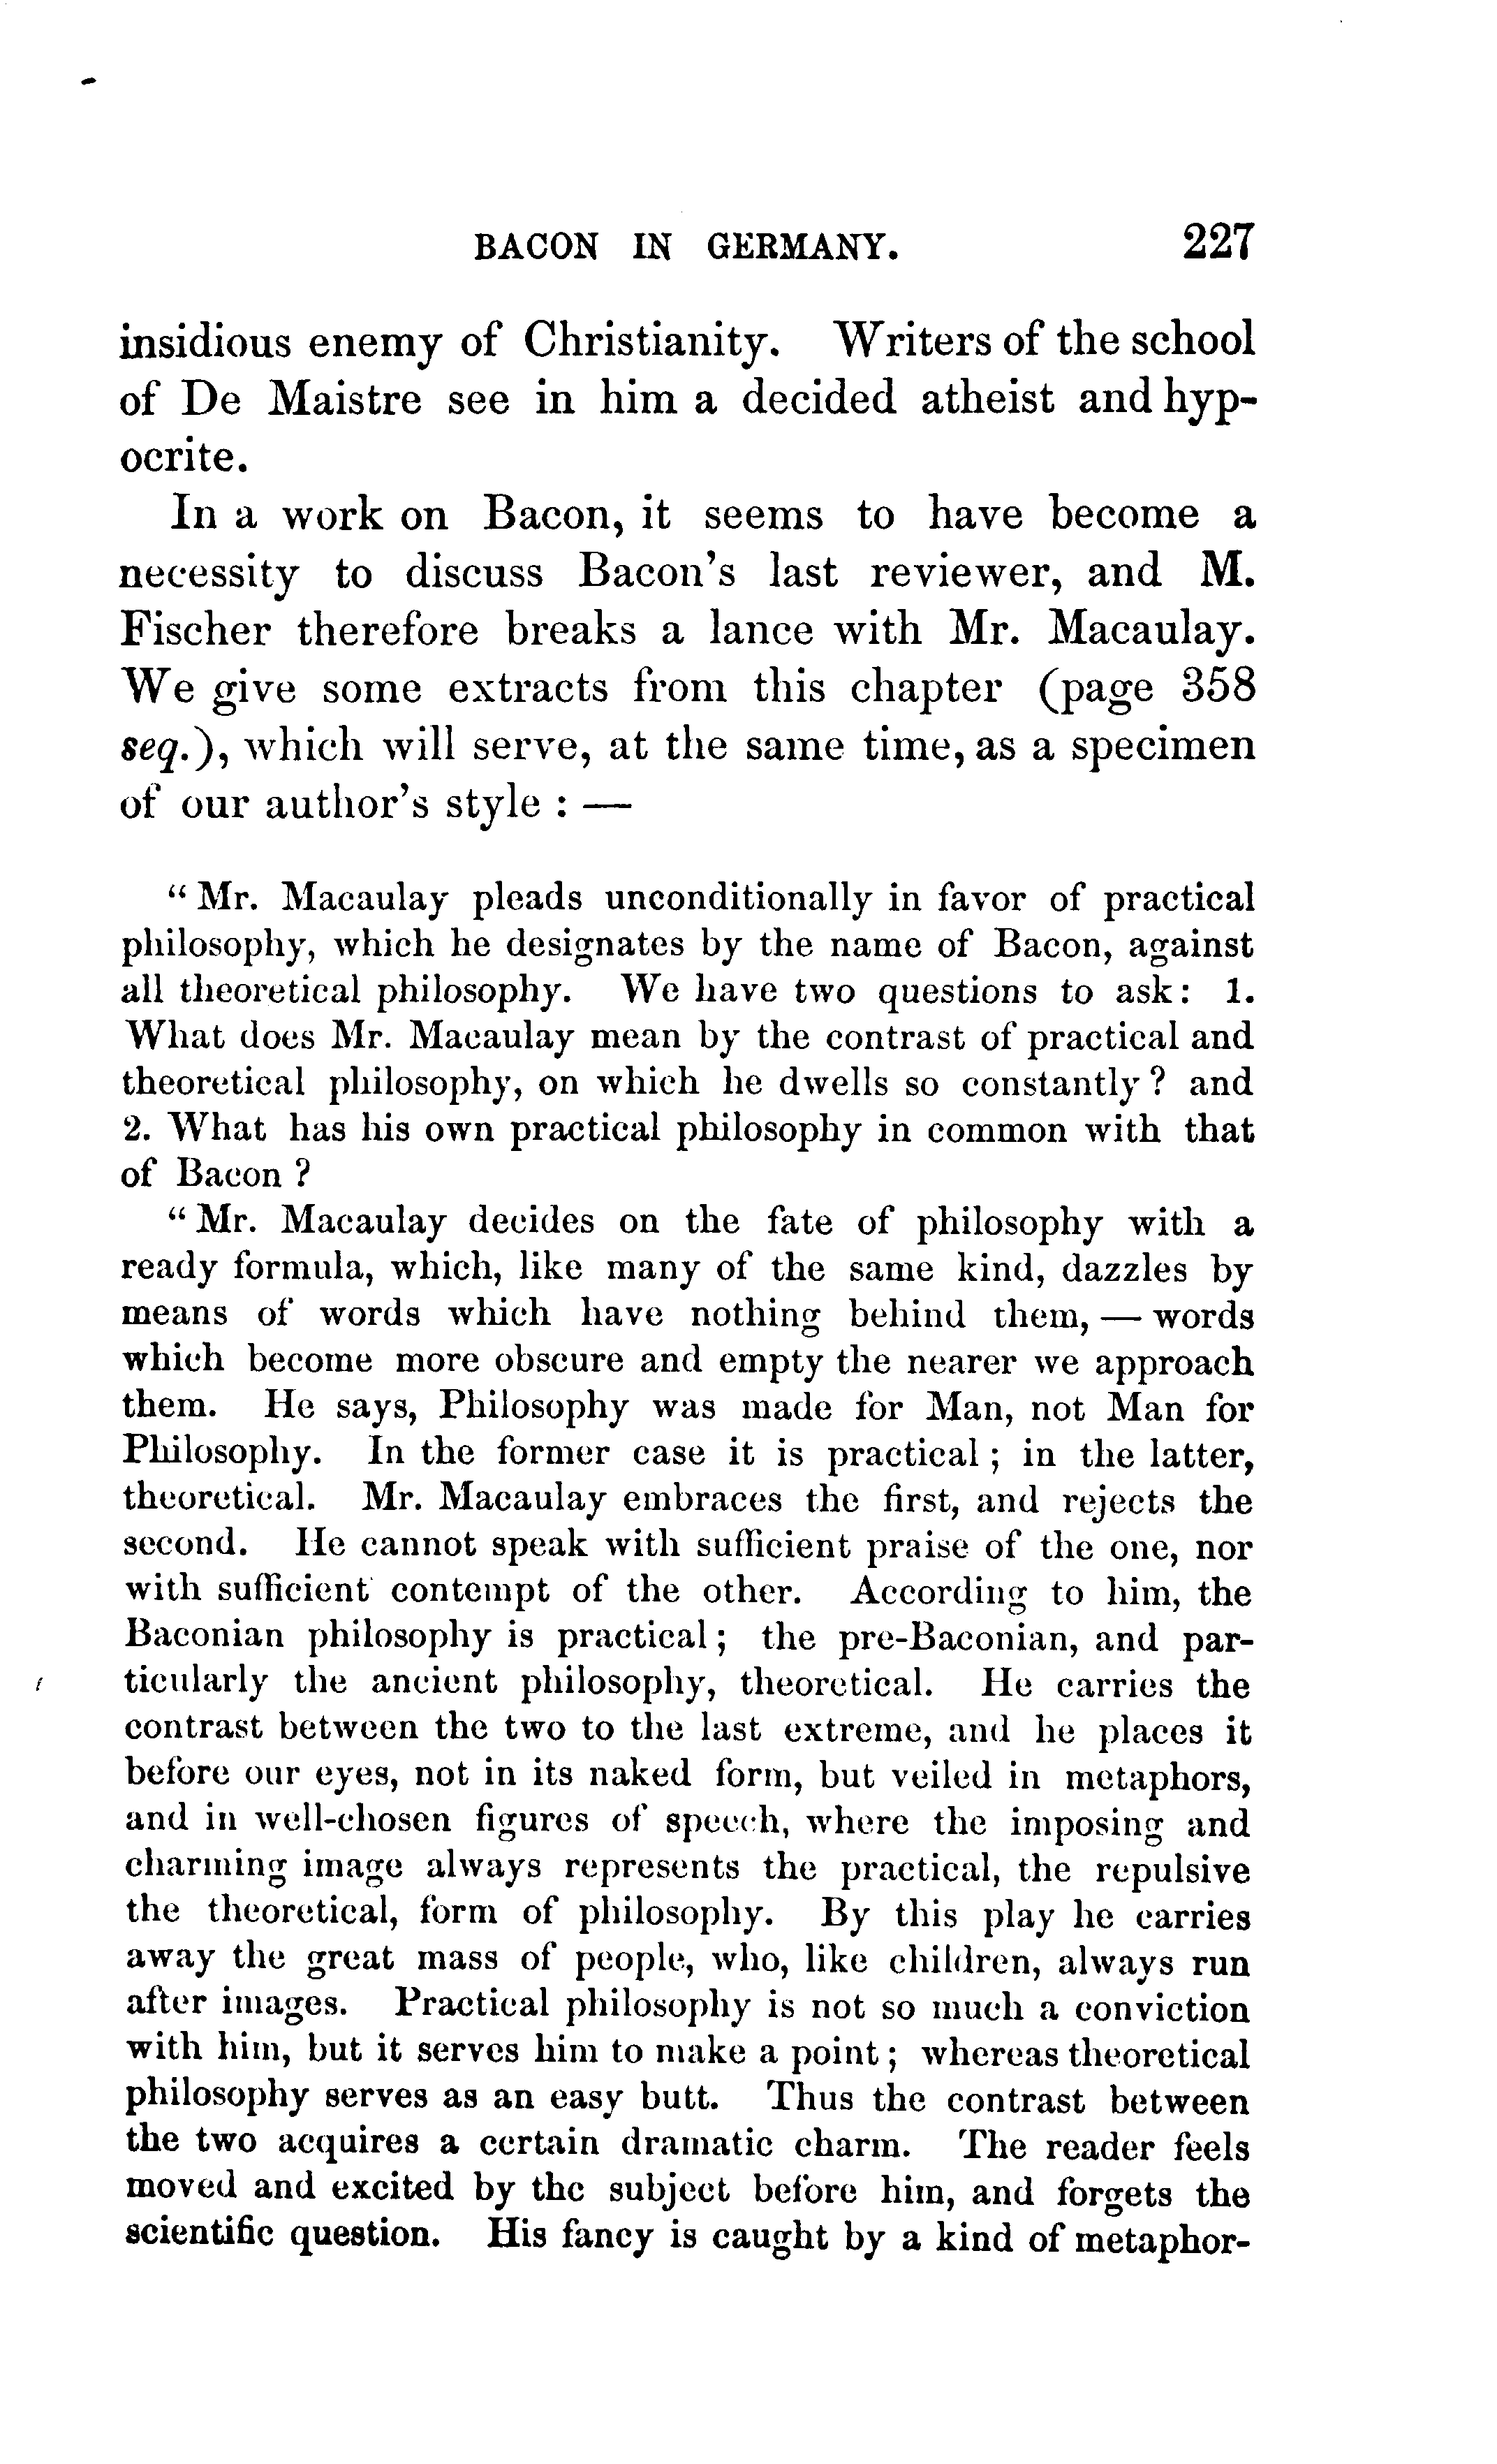 BACON IN GERMANY. 227
insidious enemy of Christianity. Writers of the school
of De Maistre see in him a decided atheist and hyp-
ocrite.
In a work on Bacon, it seems to have become a
necessity to discuss Bacon's last reviewer, and M.
Fischer therefore breaks a lance with Mr. Macaulay.
We give some extracts from this chapter (page 358
seq.), which will serve, at the same time, as a specimen
of our author's style : —
“ Mr. Macaulay pleads unconditionally in favor of practical
philosophy, which he designates by the name of Bacon, against
all theoretical philosophy. We have two questions to ask: 1.
What does Mr. Macaulay mean by the contrast of practical and
theoretical philosophy, on which he dwells so constantly ? and
2. What has his own practical philosophy in common with that
of Bacon ?
“ Mr. Macaulay decides on the fate of philosophy with a
ready formula, which, like many of the same kind, dazzles by
means of words which have nothing behind them, — words
which become more obscure and empty the nearer we approach
them. He says, Philosophy was made for Man, not Man for
Philosophy. In the former case it is practical ; in the latter,
theoretical. Mr. Macaulay embraces the first, and rejects the
second. He cannot speak with sufficient praise of the one, nor
with sufficient contempt of the other. According to him, the
Baconian philosophy is practical ; the pre-Baconian, and par-
ticularly the ancient philosophy, theoretical. He carries the
contrast between the two to the last extreme, and he places it
before our eyes, not in its naked form, but veiled in metaphors,
and in well-chosen figures of speech, where the imposing and
charming image always represents the practical, the repulsive
the theoretical, form of philosophy. By this play he carries
away the great mass of people, who, like children, always run
after images. Practical philosophy is not so much a conviction
with him, but it serves him to make a point ; whereas theoretical
philosophy serves as an easy butt. Thus the contrast between
the two acquires a certain dramatic charm. The reader feels
moved and excited by the subject before him, and forgets the
scientific question. His fancy is caught by a kind of metaphor-